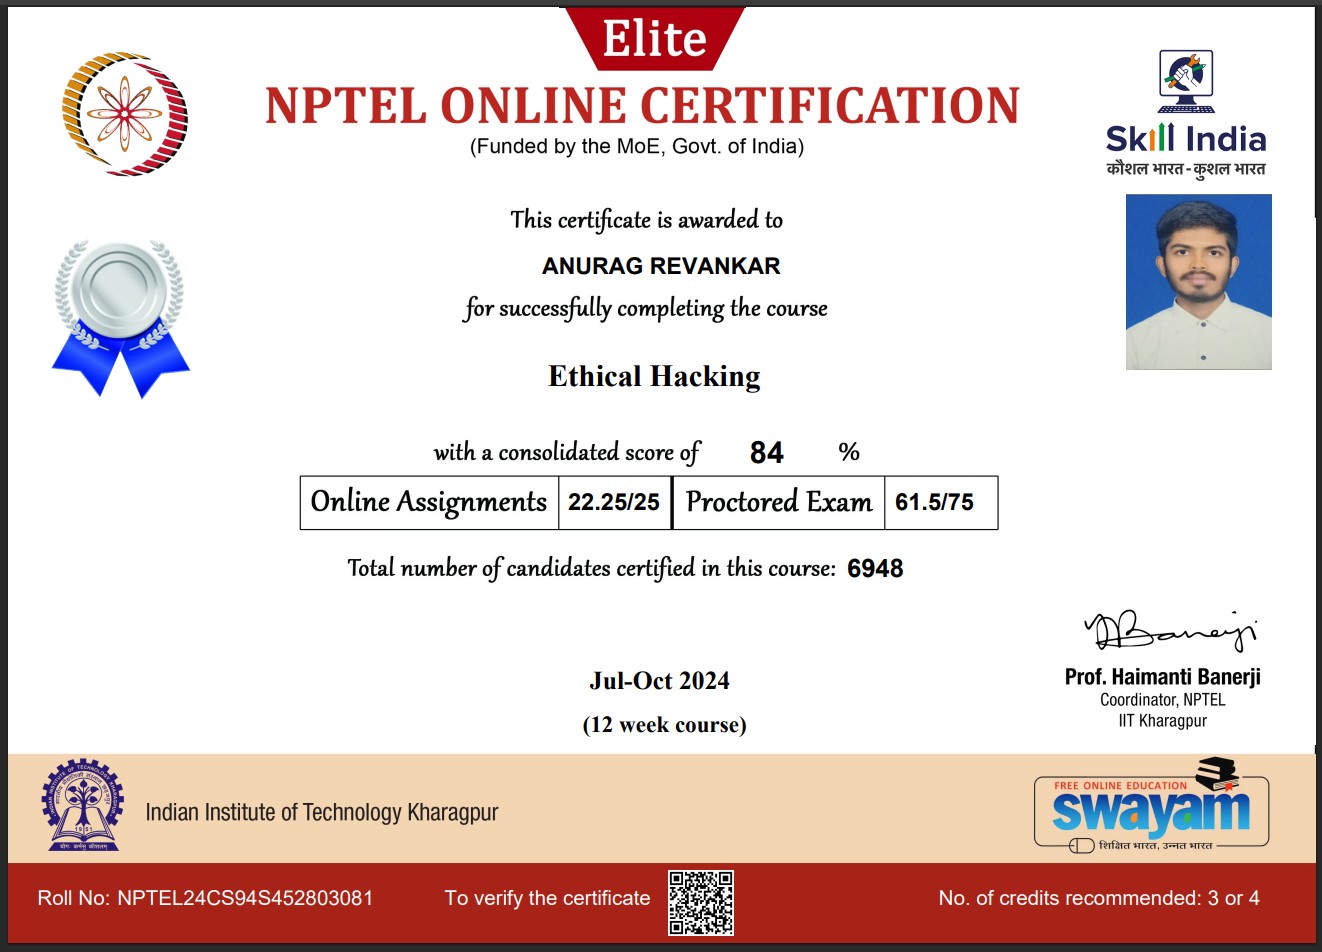 Elite
NPTEL ONLINE CERTIFICATION
(Funded by the MoE, Govt. of India)
Skill India
कौशल भारत - कुशल भारत
This certificate is awarded to
ANURAG REVANKAR
for successfully completing the course
Ethical Hacking
with a consolidated score of 84 %
Online Assignments 22.25/25 Proctored Exam 61.5/75
Total number of candidates certified in this course: 6948
Prof. Haimanti Banerji
Coordinator, NPTEL
IIT Kharagpur
Jul-Oct 2024
(12 week course)
1951
Indian Institute of Technology Kharagpur
FREE ONLINE EDUCATION
swayam
शिक्षित भारत, उन्नत भारत
Roll No: NPTEL24CS94S452803081
To verify the certificate
No. of credits recommended: 3 or 4